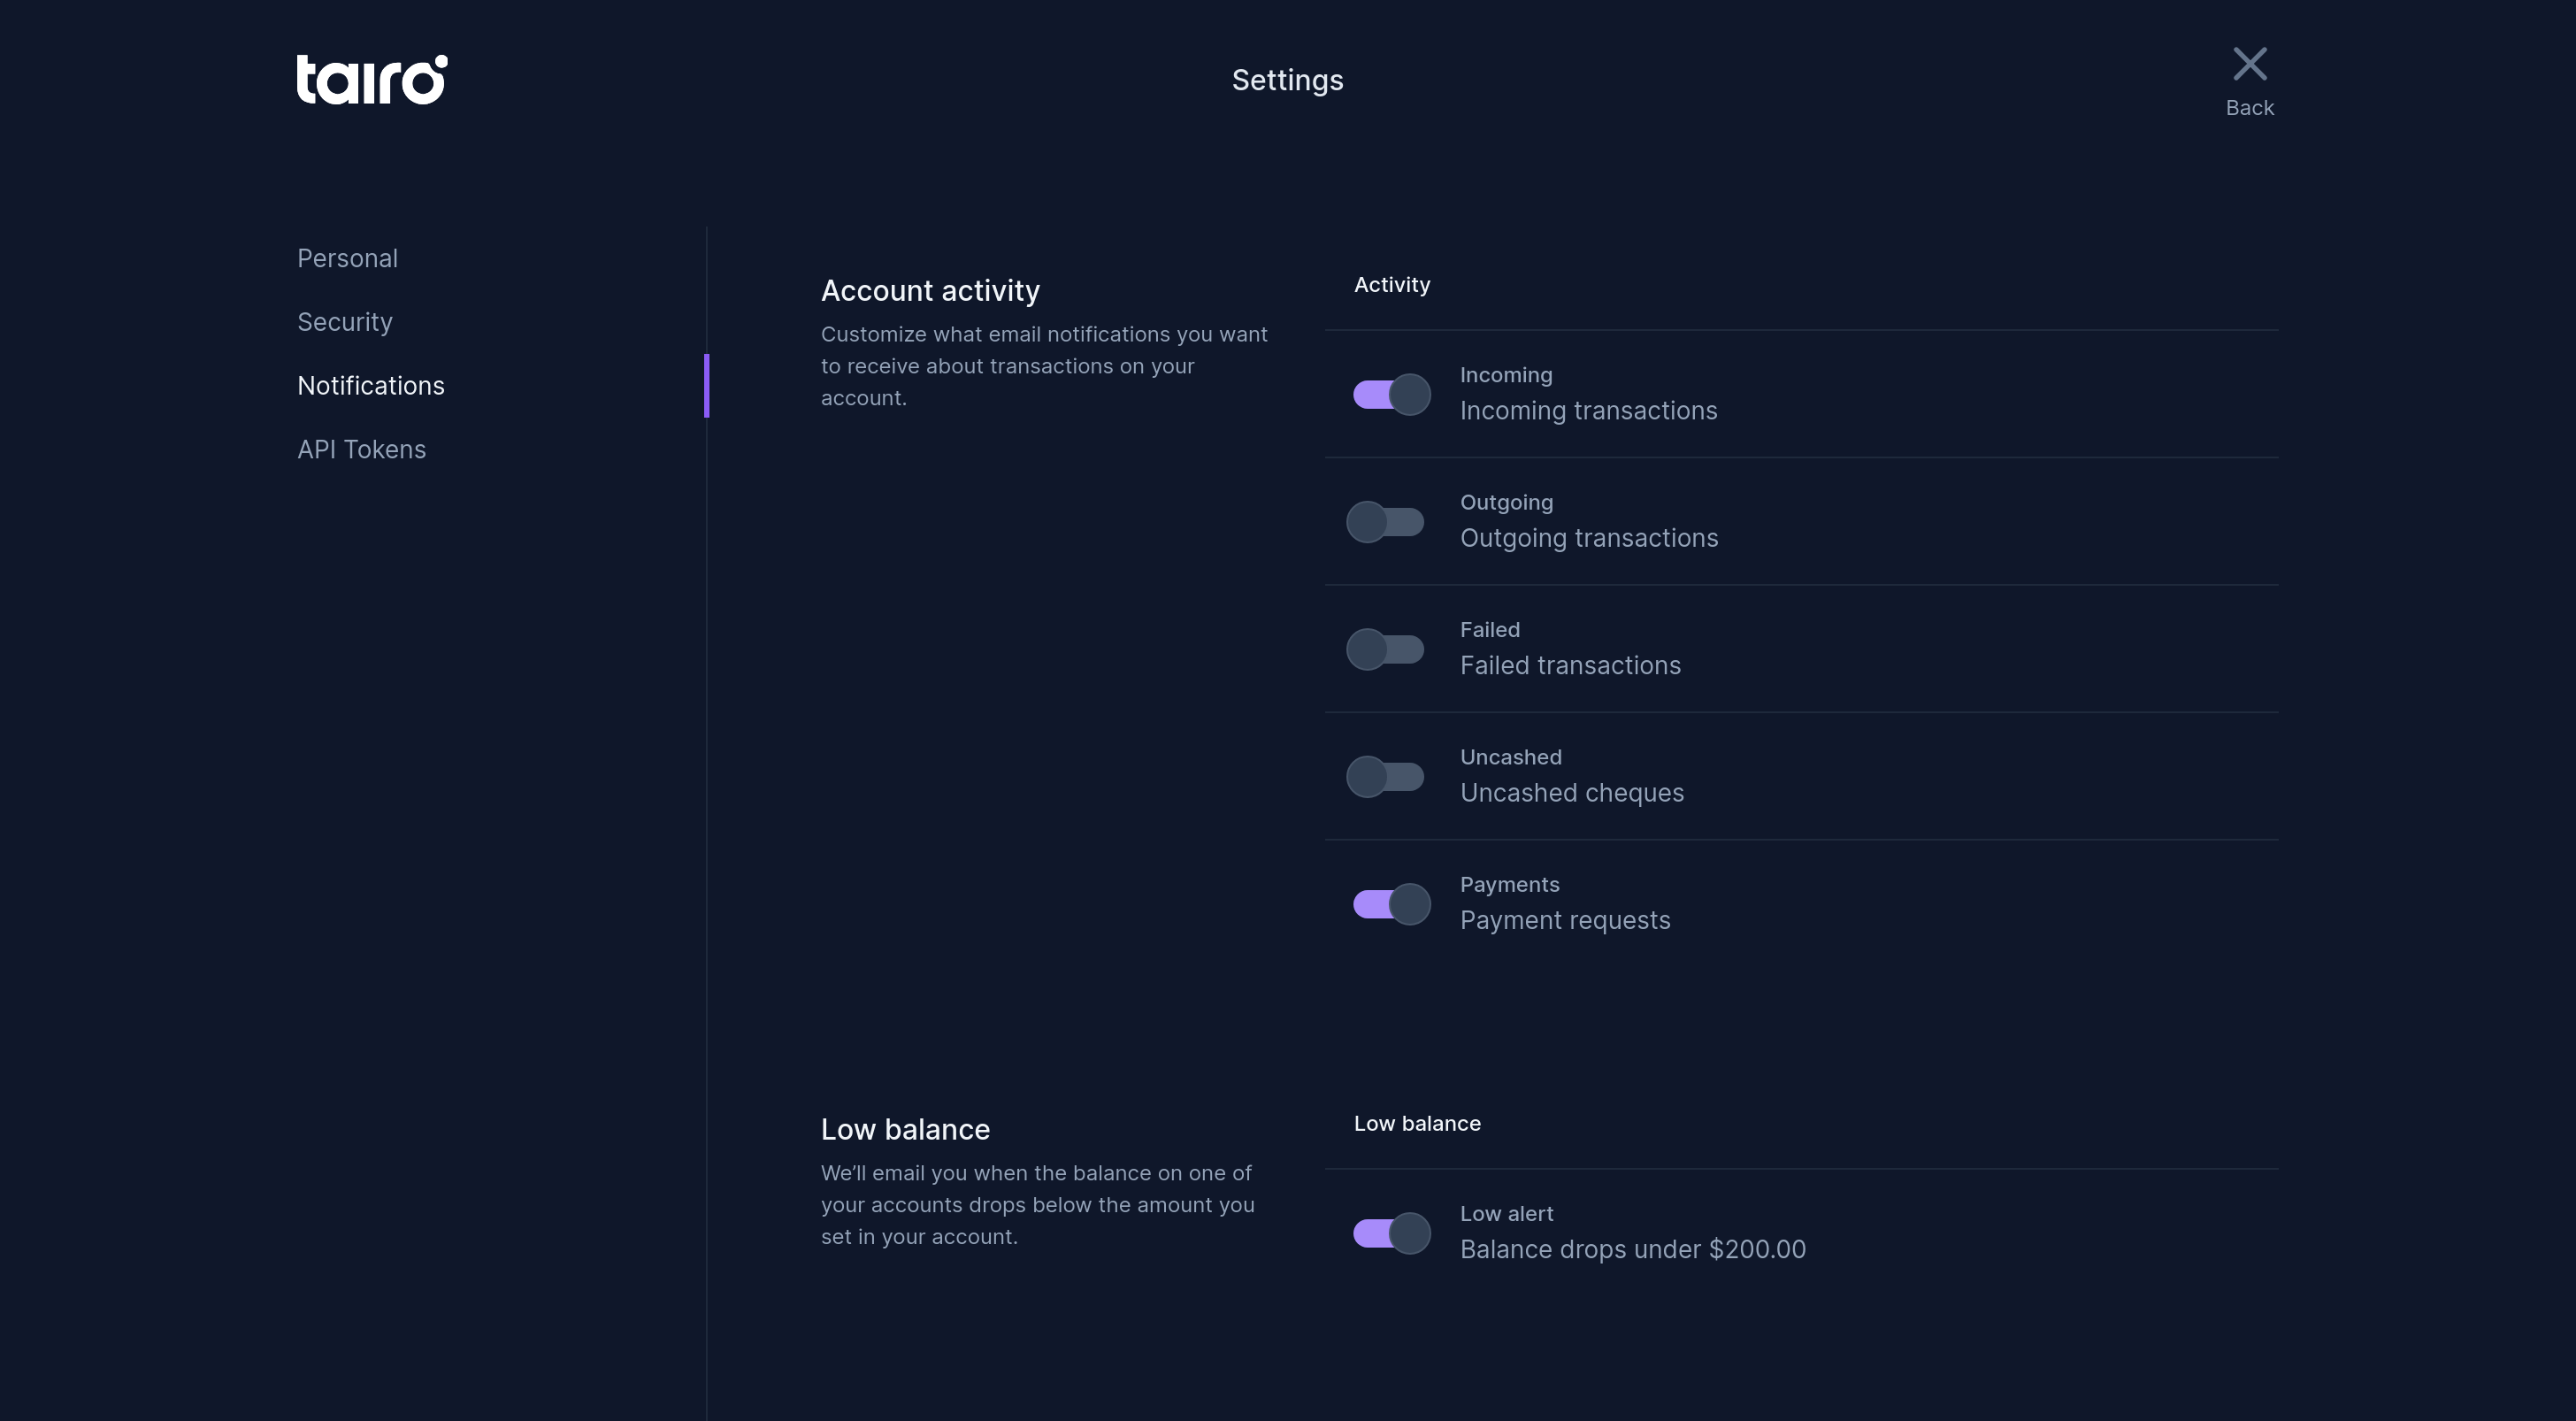 tairo
Settings
Back
Personal
Security
Notifications
API Tokens
Account activity
Customize what email notifications you want
to receive about transactions on your
account.
Activity
Incoming
Incoming transactions
Outgoing
Outgoing transactions
Failed
Failed transactions
Uncashed
Uncashed cheques
Payments
Payment requests
Low balance
We’ll email you when the balance on one of
your accounts drops below the amount you
set in your account.
Low balance
Low alert
Balance drops under $200.00